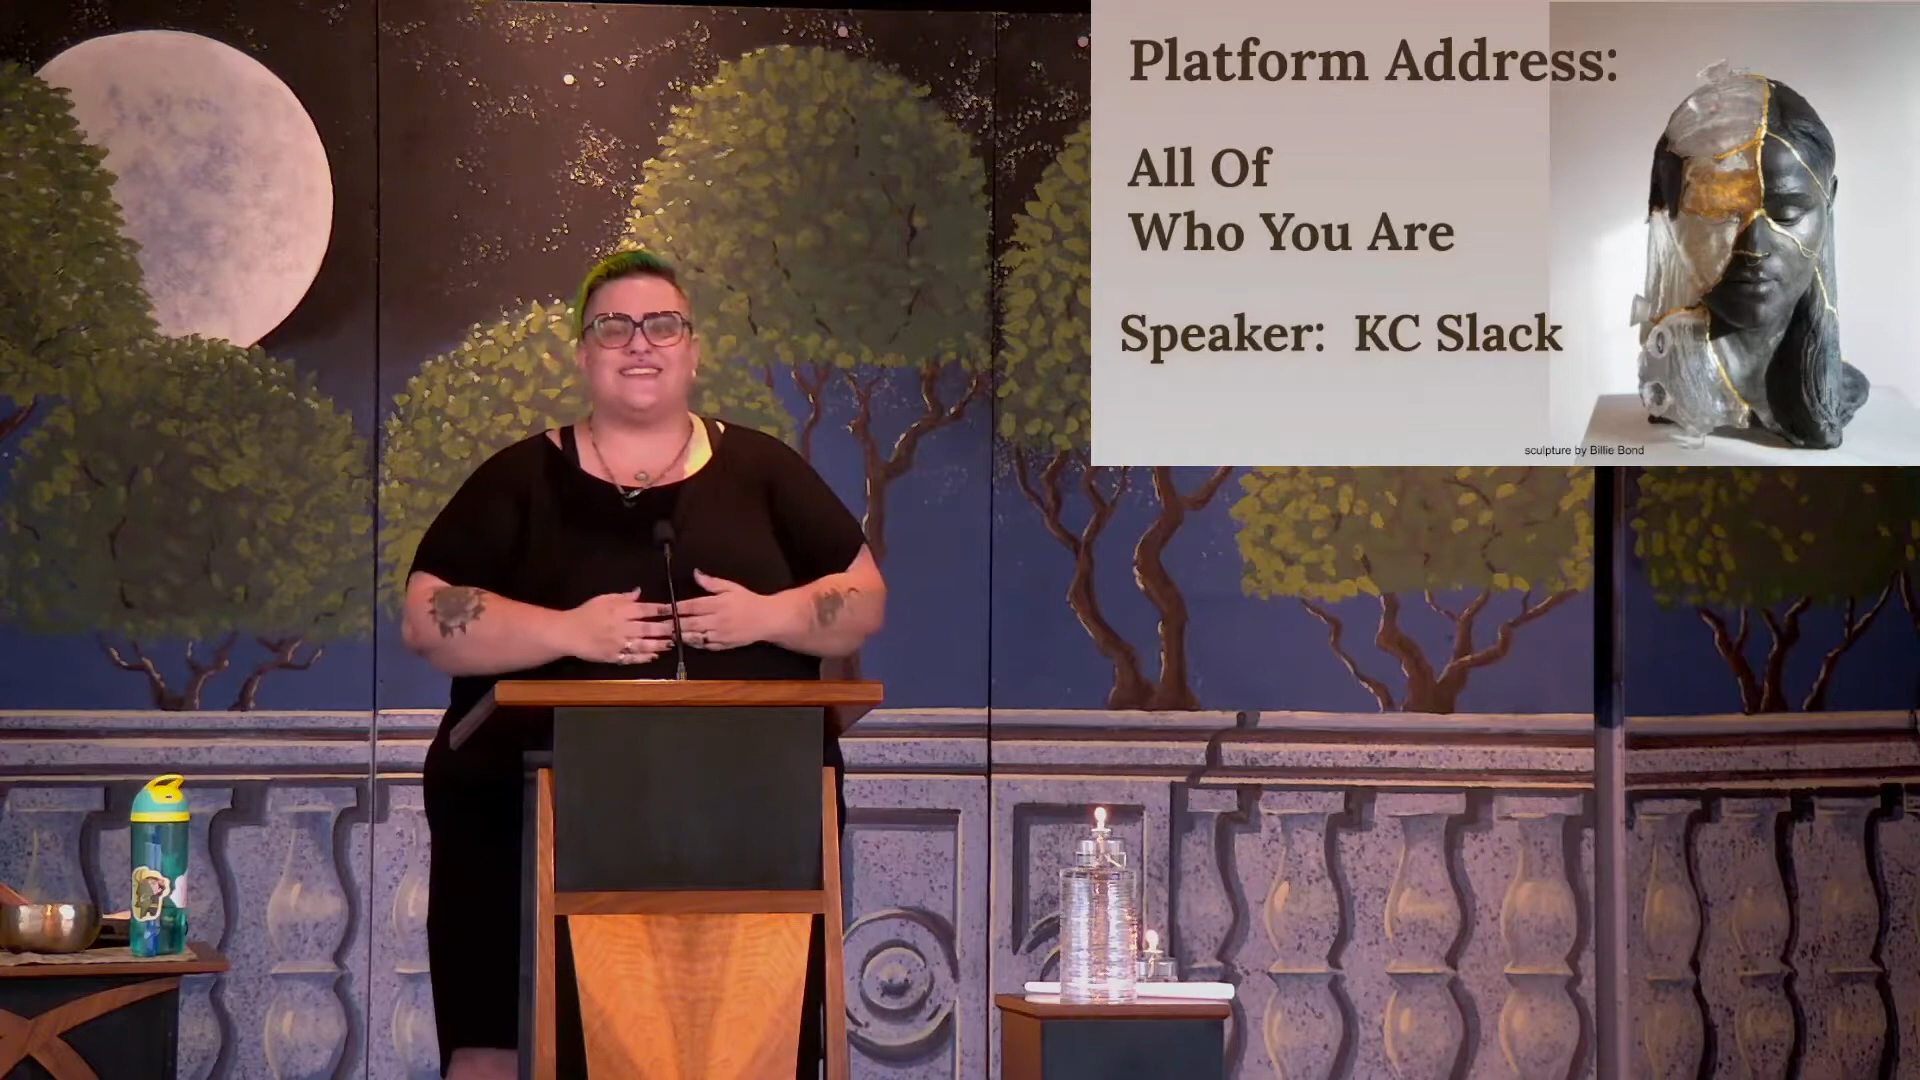 Platform Address:
All Of
Who You Are
Speaker: KC Slack
sculpture by Billie Bond